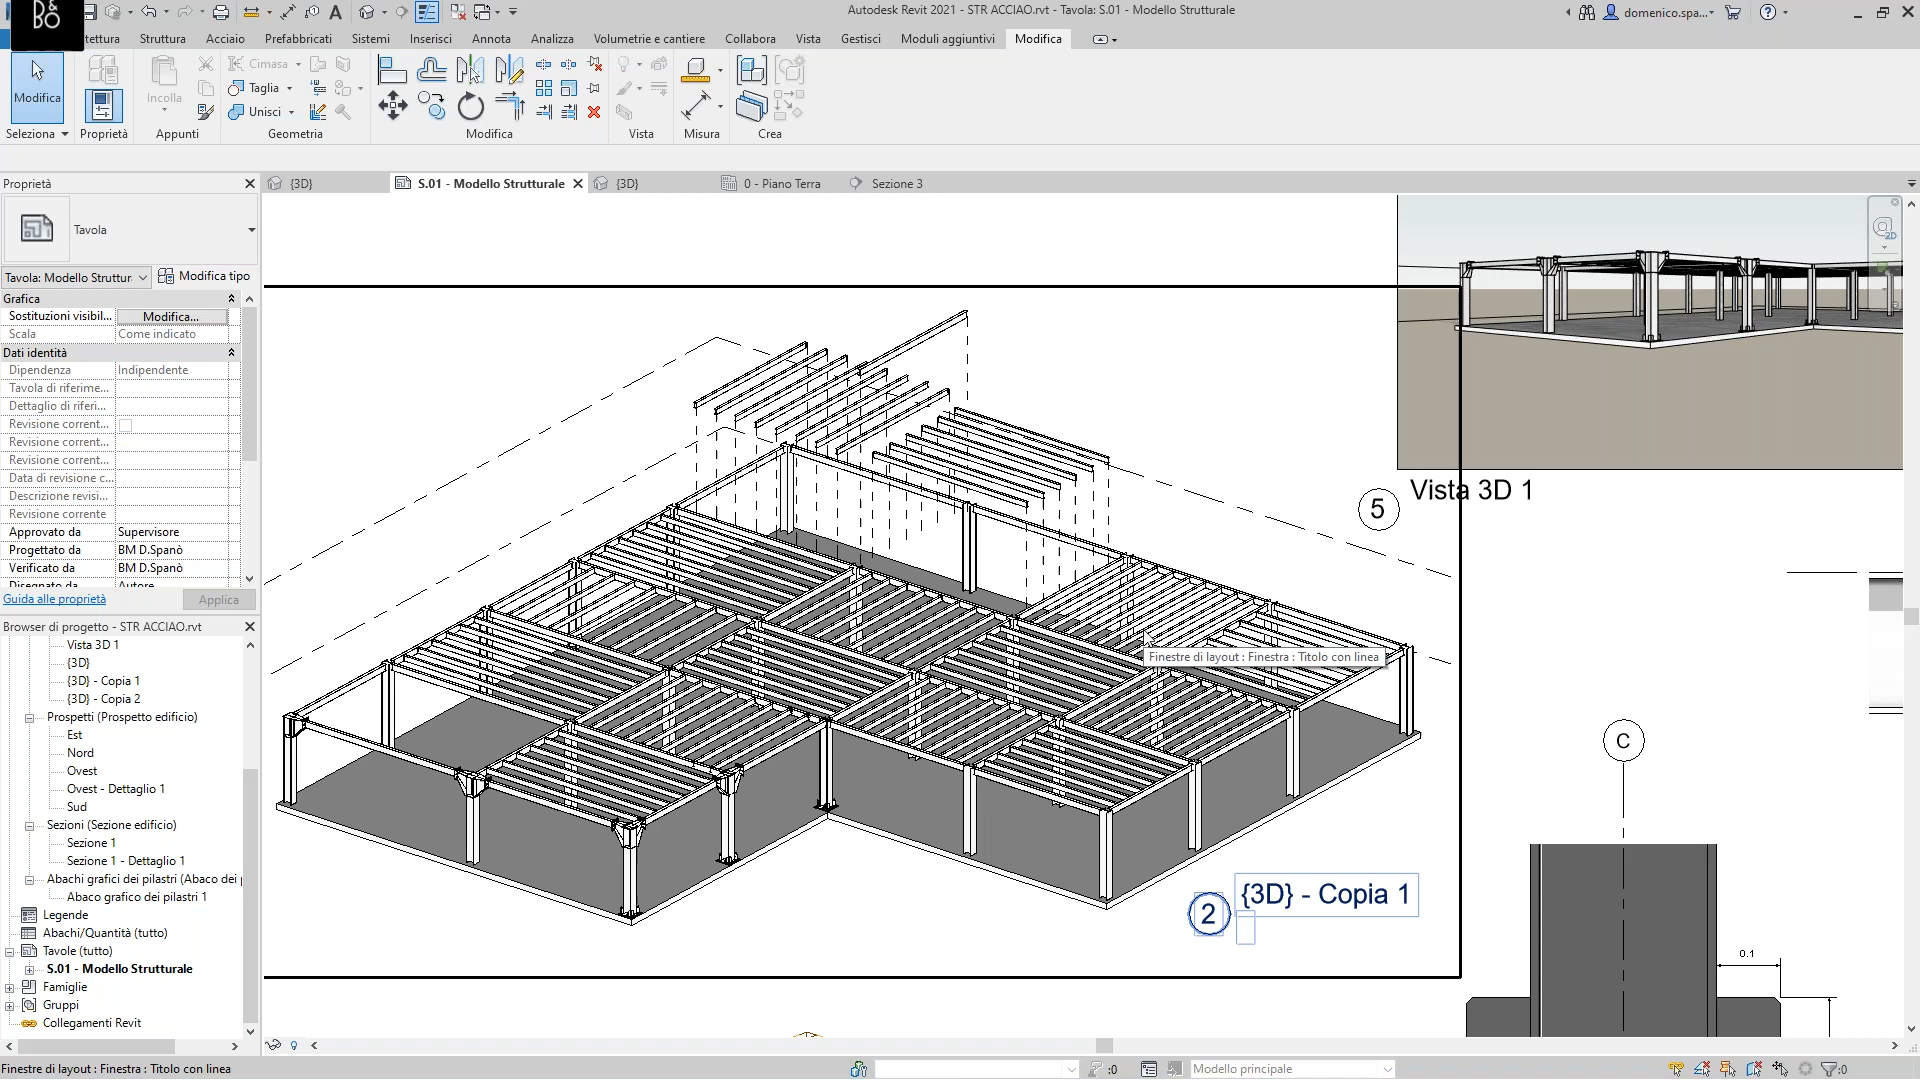 D&BO
Autodesk Revit 2021 - STR ACCIAO.rvt - Tavola: S.01 - Modello Strutturale
domenico.spa...
tettura Struttura Acciaio Prefabbricati Sistemi Inserisci Annota Analizza Volumetrie e cantiere Collabora Vista Gestisci Moduli aggiuntivi Modifica
Modifica
Incolla
Cimasa
Taglia
Unisci
Seleziona Proprietà Appunti Geometria Modifica Vista Misura Crea
Proprietà
{3D}
S.01 - Modello Strutturale
{3D}
0 - Piano Terra
Sezione 3
Tavola
Tavola: Modello Struttur
Modifica tipo
Grafica
Sostituzioni visibil... Modifica...
Scala Come indicato
Dati identità
Dipendenza Indipendente
Tavola di riferime...
Dettaglio di riferi...
Revisione corrent...
Revisione corrent...
Revisione corrent...
Data di revisione c...
Descrizione revisi...
Revisione corrente
Approvato da Supervisore
Progettato da BM D.Spanò
Verificato da BM D.Spanò
Disegnato da Autore
Guida alle proprietà Applica
Browser di progetto - STR ACCIAO.rvt
Vista 3D 1
{3D}
{3D} - Copia 1
{3D} - Copia 2
Prospetti (Prospetto edificio)
Est
Nord
Ovest
Ovest - Dettaglio 1
Sud
Sezioni (Sezione edificio)
Sezione 1
Sezione 1 - Dettaglio 1
Abachi grafici dei pilastri (Abaco dei
Abaco grafico dei pilastri 1
Legende
Abachi/Quantità (tutto)
Tavole (tutto)
S.01 - Modello Strutturale
Famiglie
Gruppi
Collegamenti Revit
2D
5 Vista 3D 1
Finestre di layout : Finestra : Titolo con linea
C
2 {3D} - Copia 1
0.1
Finestre di layout : Finestra : Titolo con linea
:0
Modello principale
:0